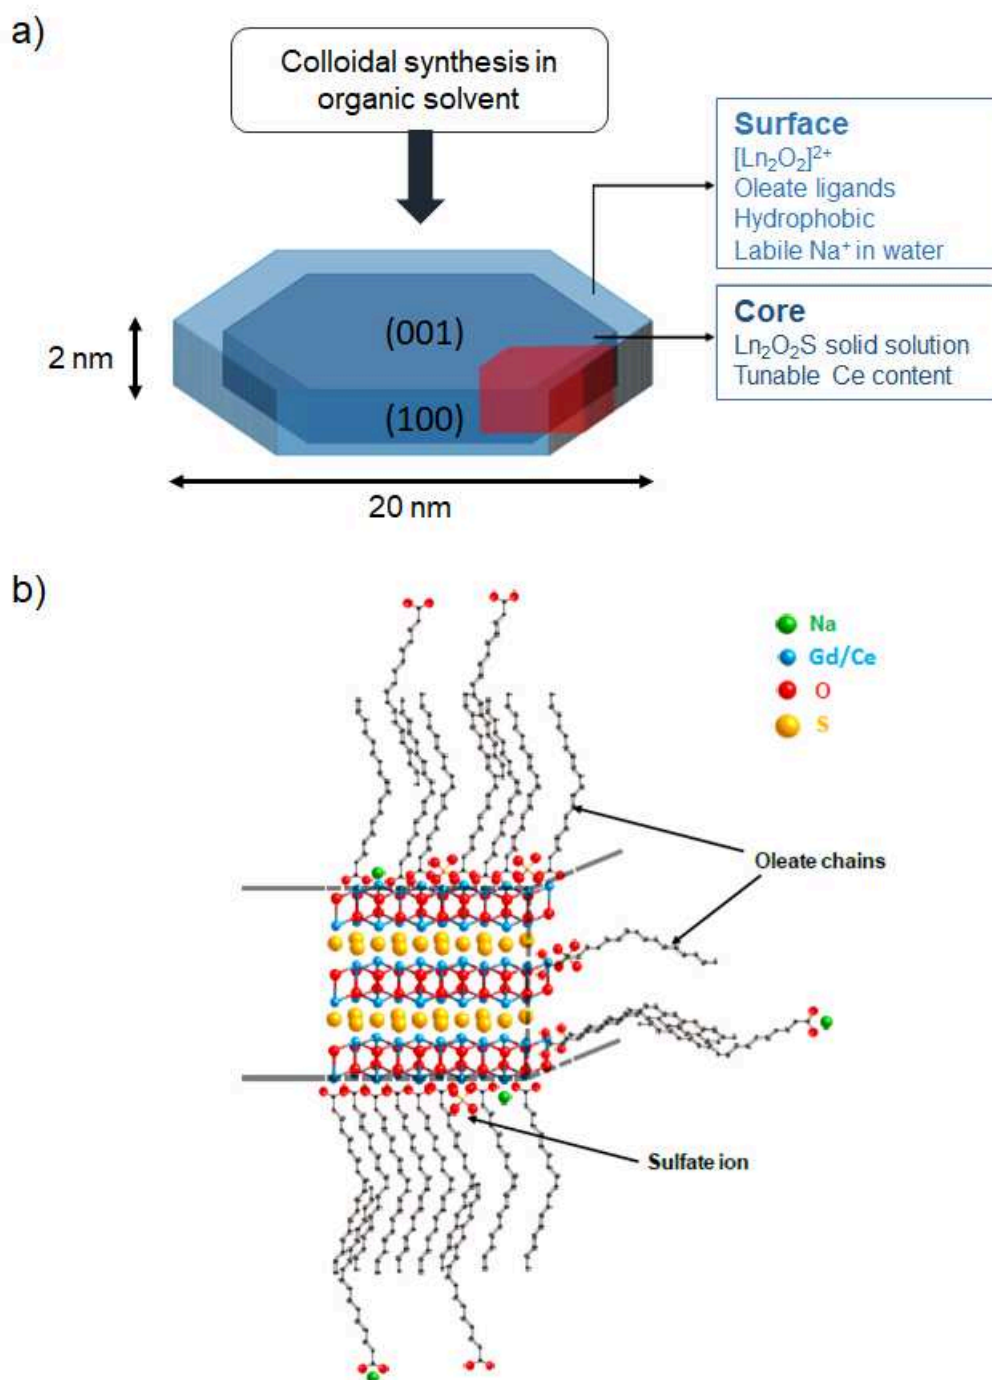 a)
Colloidal synthesis in
organic solvent
Surface
[Ln₂O₂]²⁺
Oleate ligands
Hydrophobic
Labile Na⁺ in water
Core
Ln₂O₂S solid solution
Tunable Ce content
(001)
2 nm
(100)
20 nm
b)
Na
Gd/Ce
O
S
Oleate chains
Sulfate ion